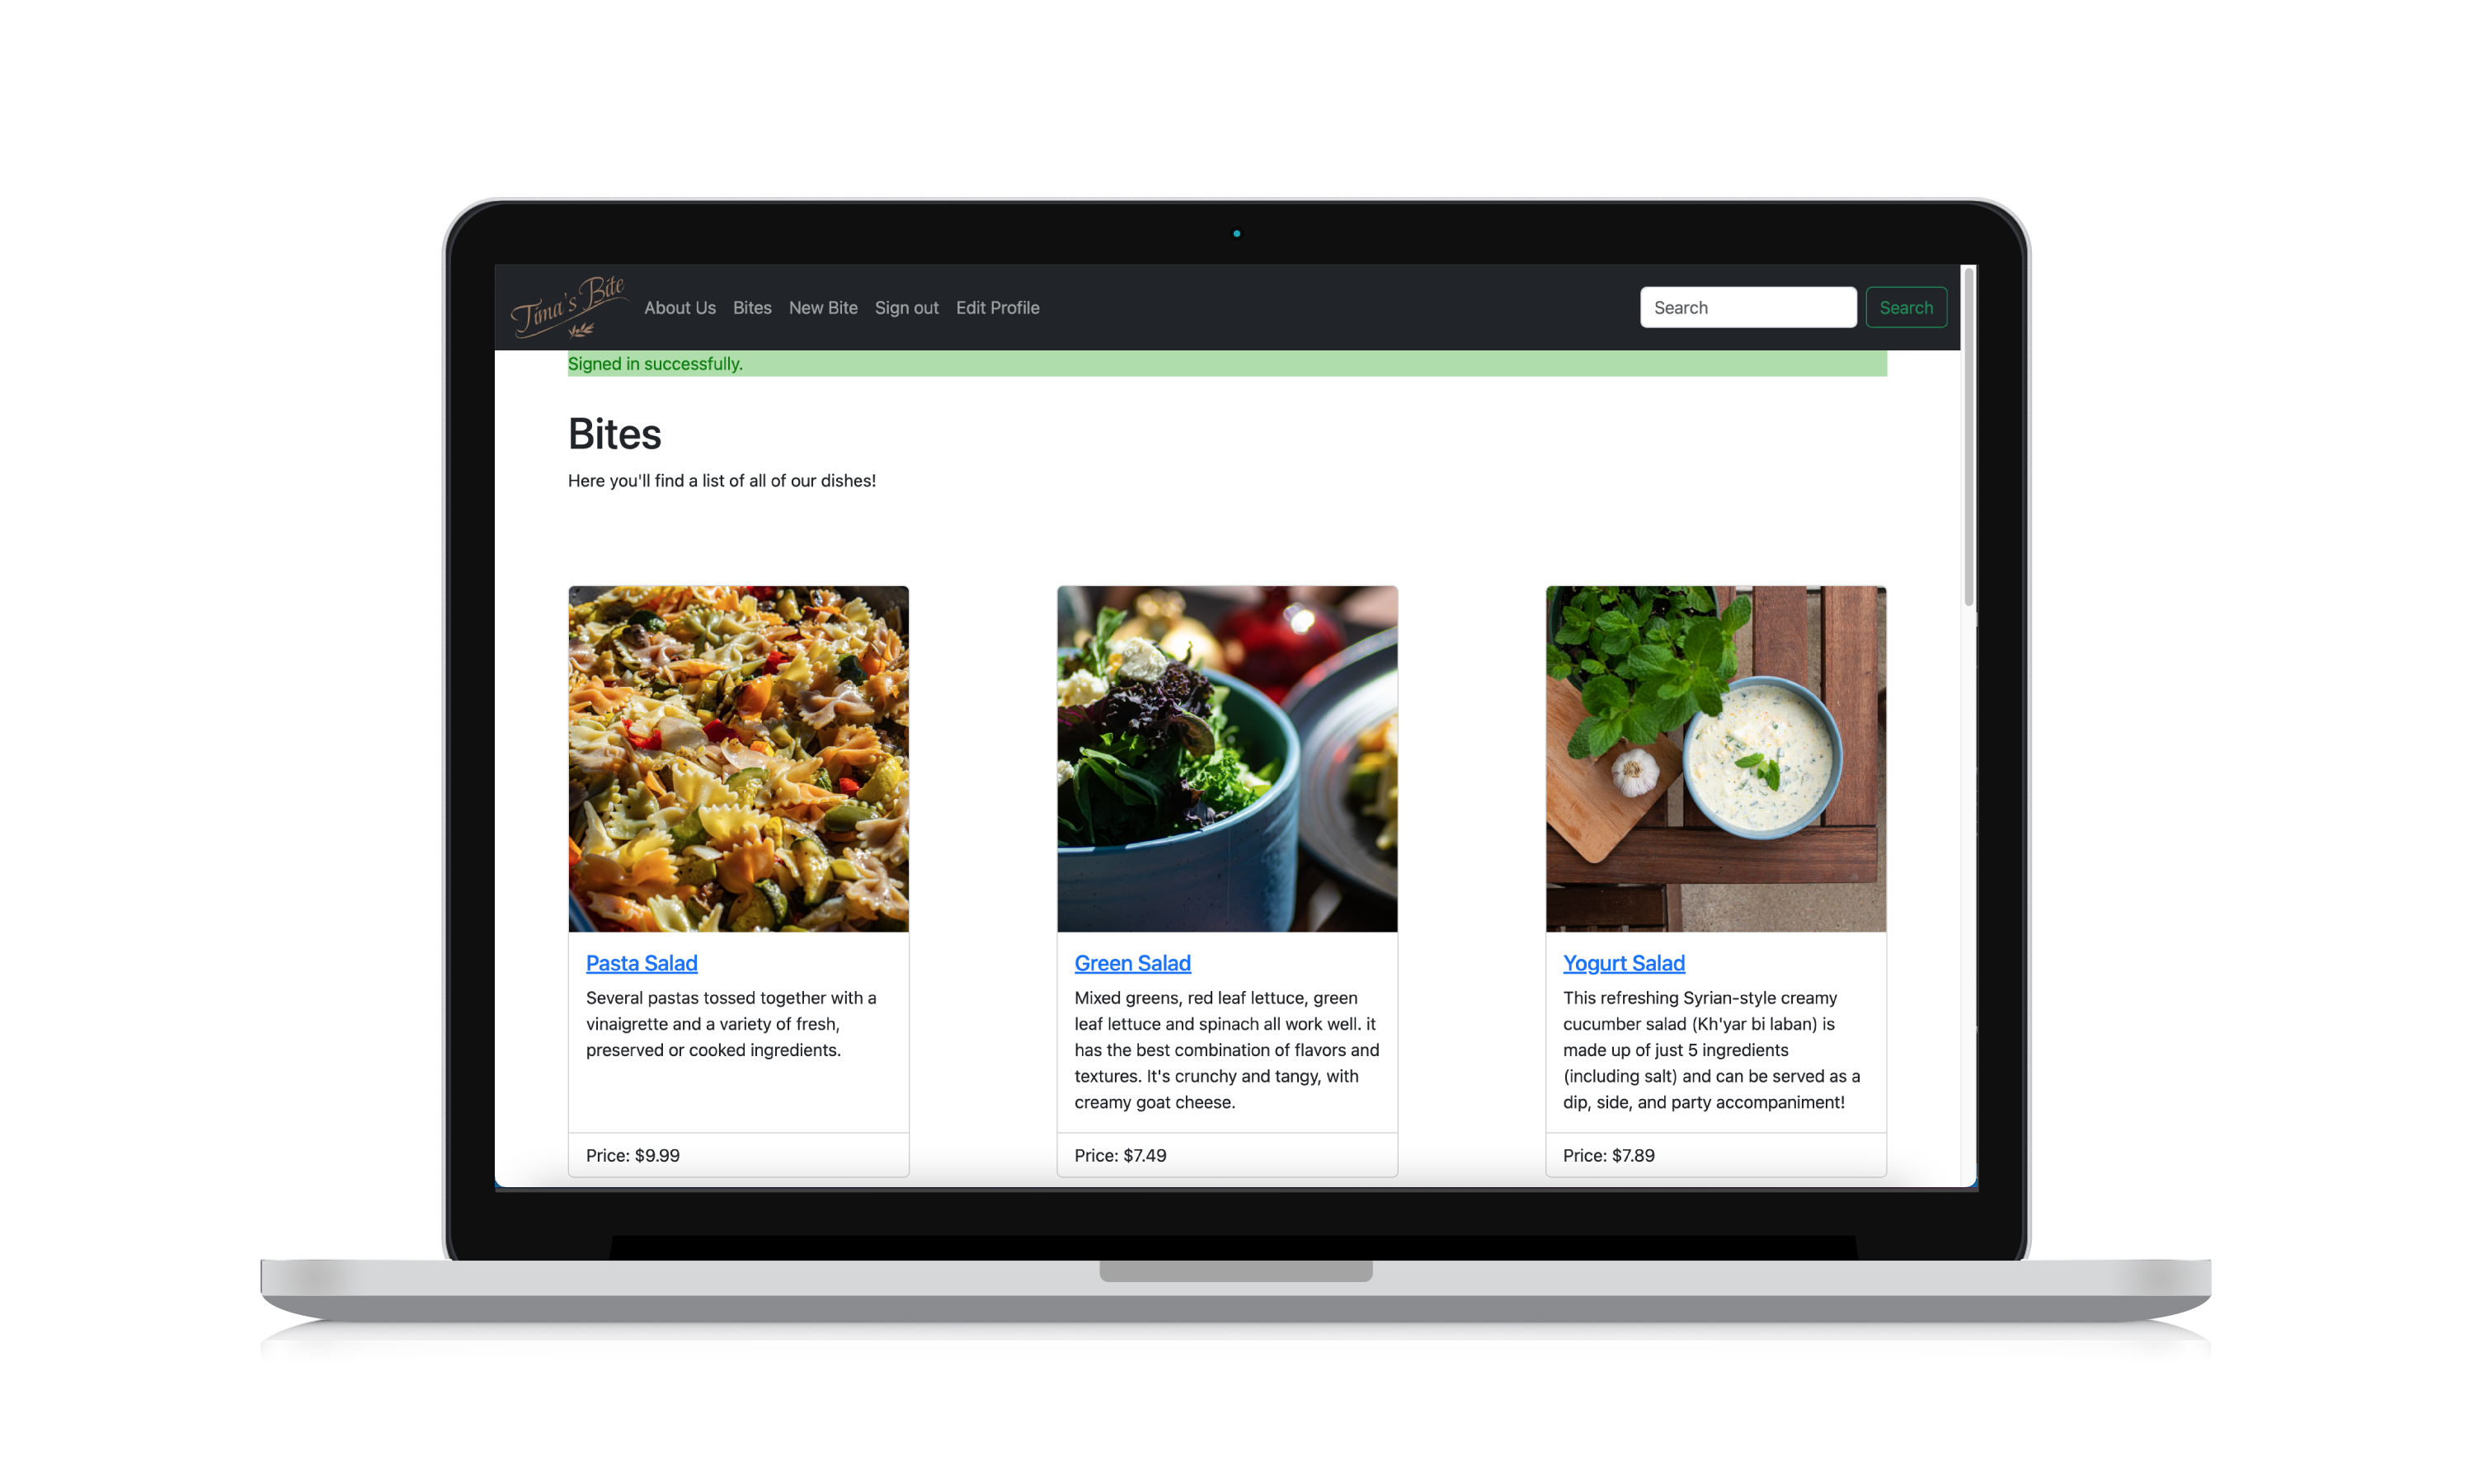 Tima's Bite
About Us Bites New Bite Sign out Edit Profile Search Search
Signed in successfully.
Bites
Here you'll find a list of all of our dishes!
Pasta Salad
Several pastas tossed together with a
vinaigrette and a variety of fresh,
preserved or cooked ingredients.
Price: $9.99
Green Salad
Mixed greens, red leaf lettuce, green
leaf lettuce and spinach all work well. it
has the best combination of flavors and
textures. It's crunchy and tangy, with
creamy goat cheese.
Price: $7.49
Yogurt Salad
This refreshing Syrian-style creamy
cucumber salad (Kh'yar bi laban) is
made up of just 5 ingredients
(including salt) and can be served as a
dip, side, and party accompaniment!
Price: $7.89